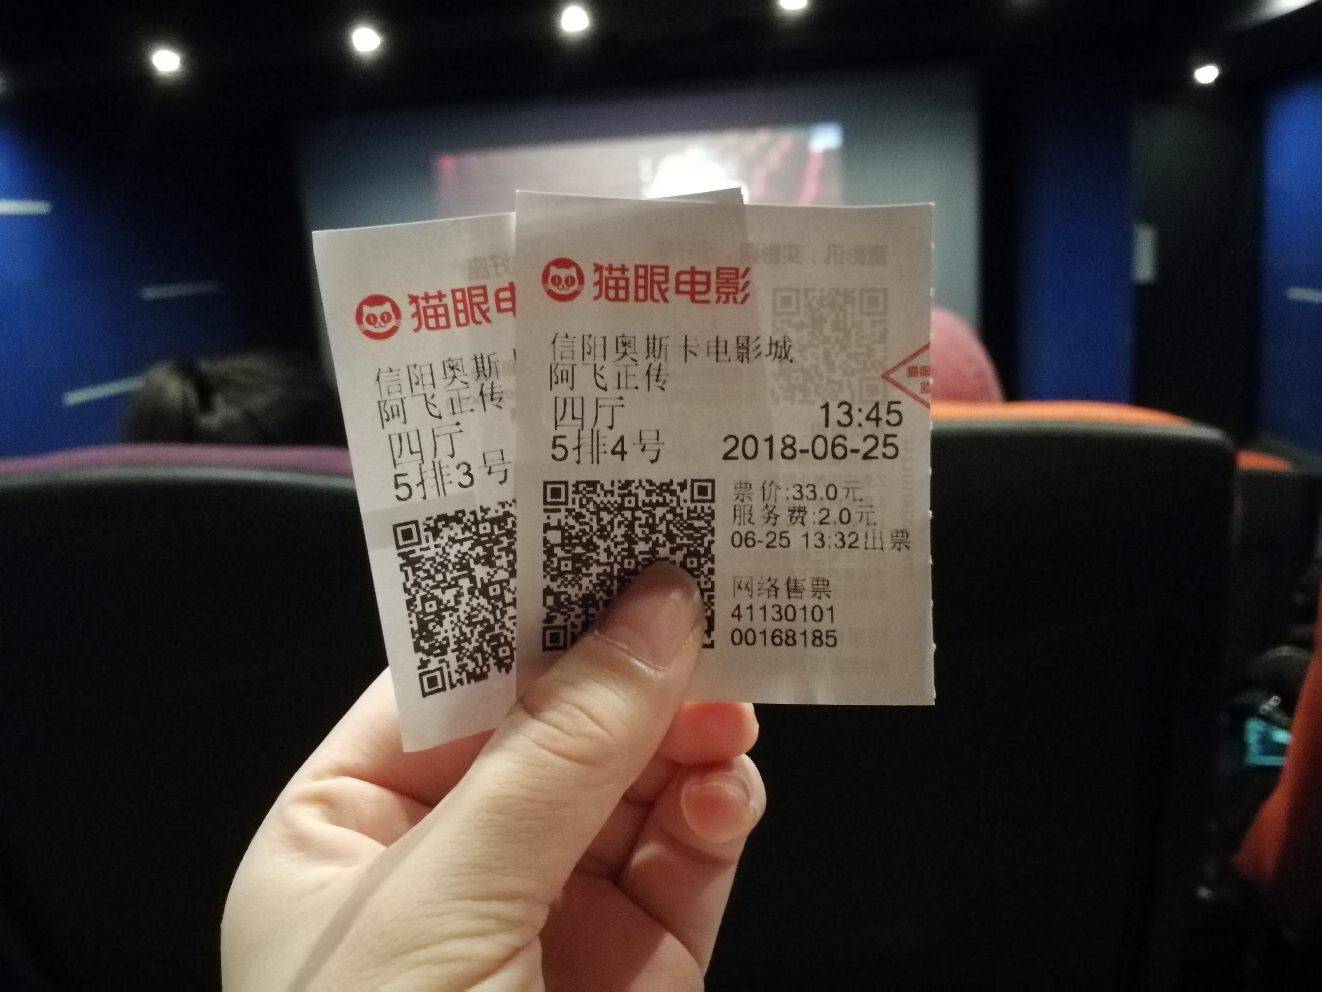 猫眼电
信阳奥斯
阿飞正传
四厅
5排3号
猫眼电影
信阳奥斯卡电影城
阿飞正传
四厅 13:45
5排4号 2018-06-25
票价:33.0元
服务费:2.0元
06-25 13:32出票
网络售票
41130101
00168185